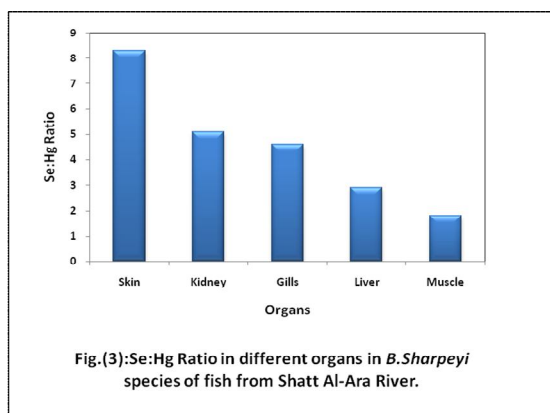 9
8
7
6
5
4
3
2
1
0
Se:Hg Ratio
Skin Kidney Gills Liver Muscle
Organs
Fig.(3):Se:Hg Ratio in different organs in B.Sharpeyi
species of fish from Shatt Al-Ara River.